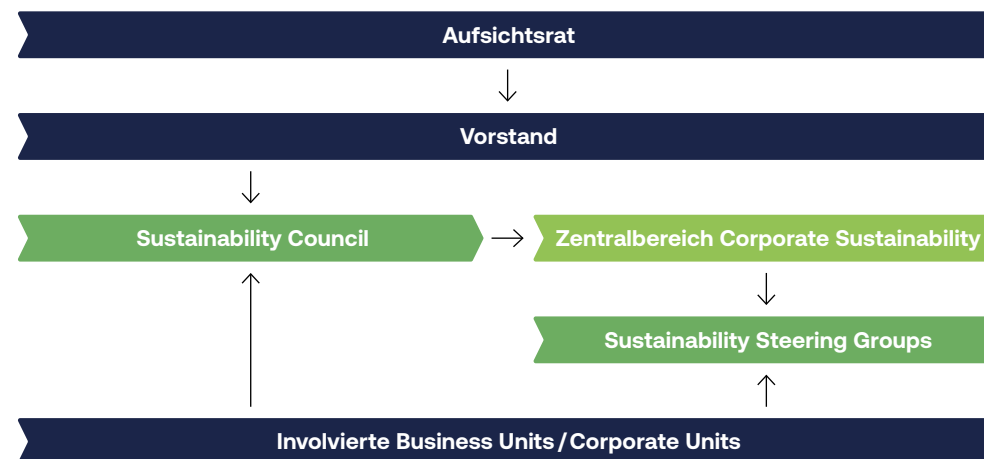 Aufsichtsrat
Vorstand
Sustainability Council
Zentralbereich Corporate Sustainability
Sustainability Steering Groups
Involvierte Business Units / Corporate Units